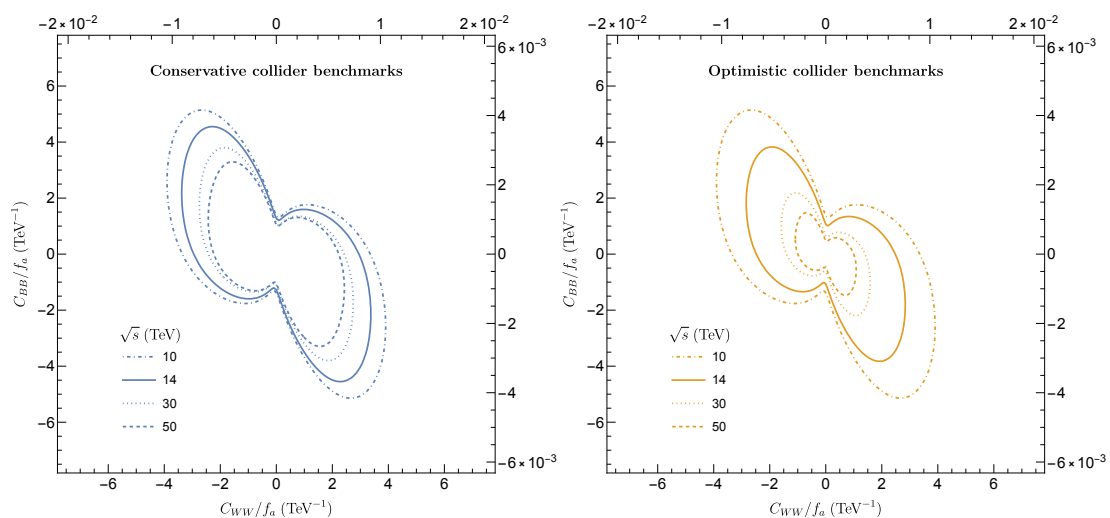 −2×10⁻² −1 0 1 2×10⁻²
Conservative collider benchmarks
6 4 2 0 −2 −4 −6
6×10⁻³ 4 2 0 −2 −4 −6×10⁻³
C_BB/f_a (TeV⁻¹)
√s (TeV)
10
14
30
50
−6 −4 −2 0 2 4 6
C_WW/f_a (TeV⁻¹)
−2×10⁻² −1 0 1 2×10⁻²
Optimistic collider benchmarks
6 4 2 0 −2 −4 −6
6×10⁻³ 4 2 0 −2 −4 −6×10⁻³
C_BB/f_a (TeV⁻¹)
√s (TeV)
10
14
30
50
−6 −4 −2 0 2 4 6
C_WW/f_a (TeV⁻¹)